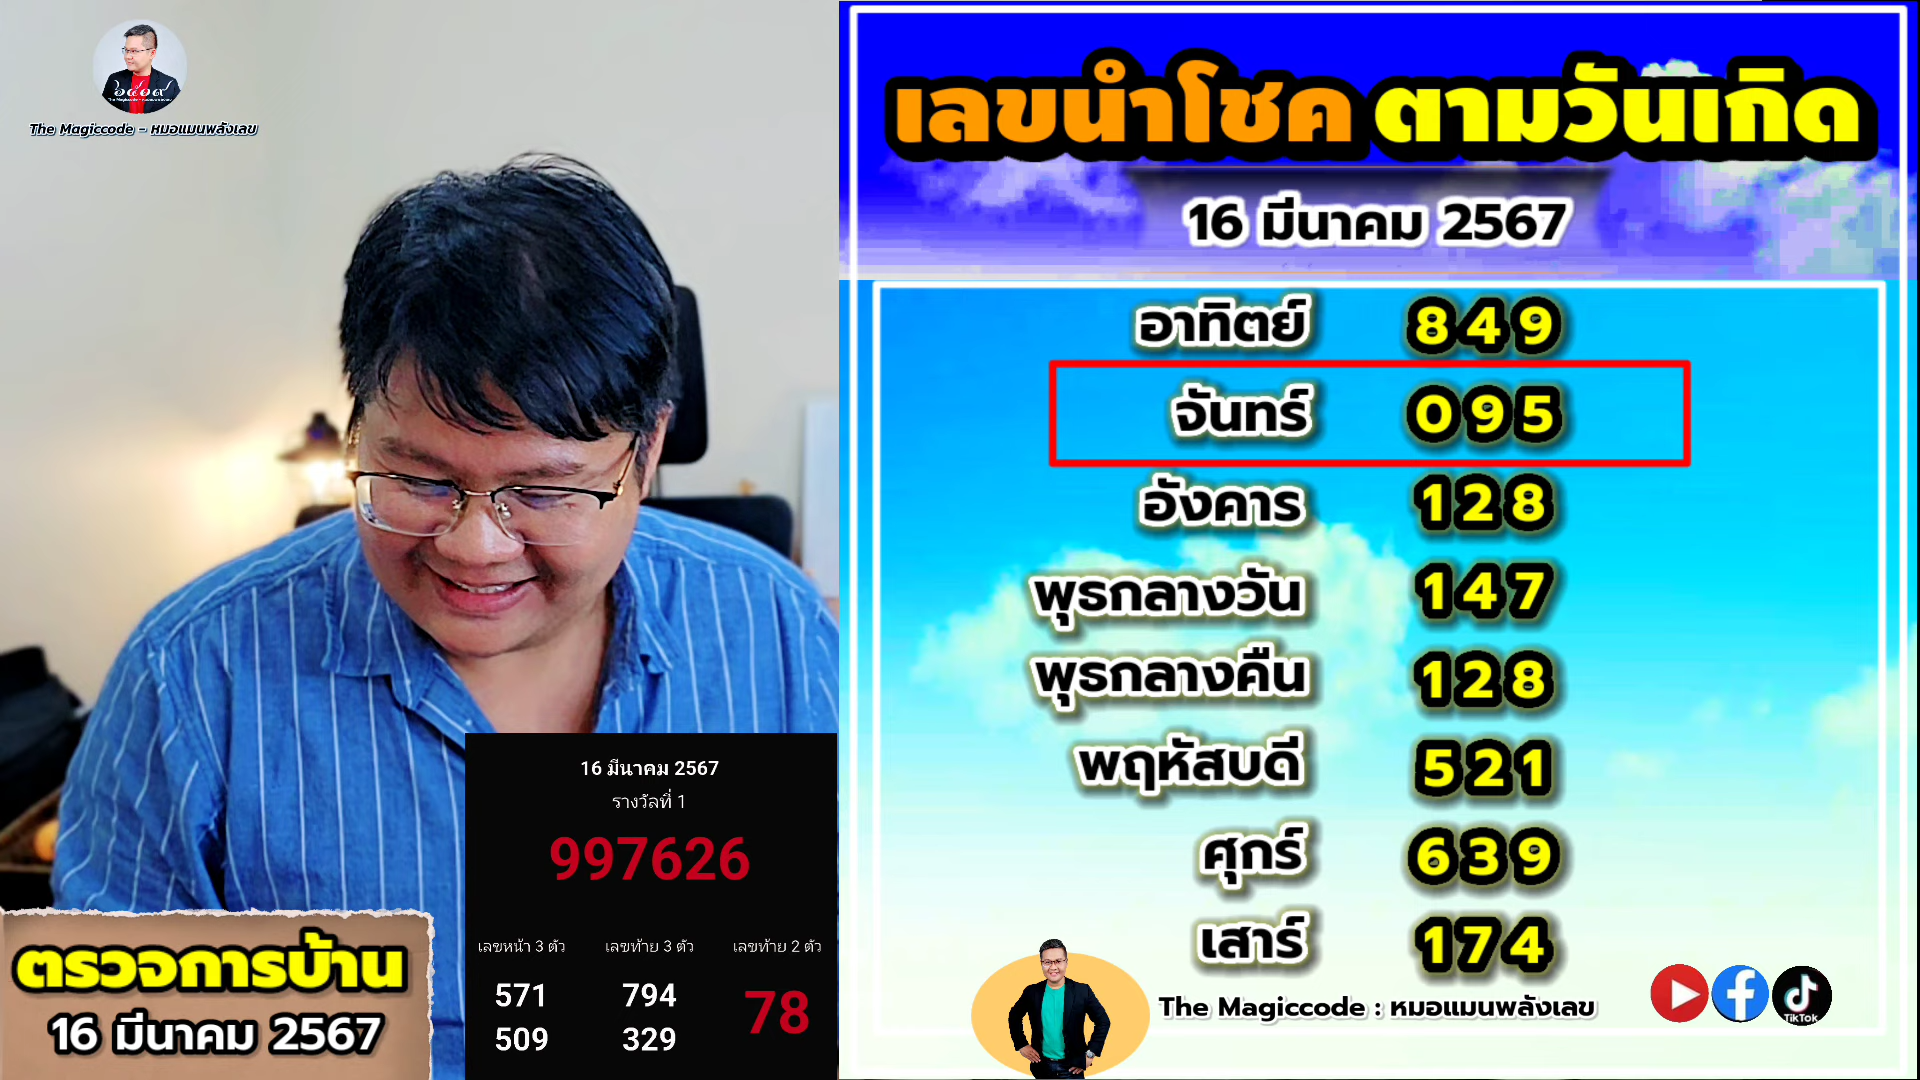 ๖๕๑๙
The Magiccode - หมอแมนพลังเลข
เลขนำโชค ตามวันเกิด
16 มีนาคม 2567
อาทิตย์ 849
จันทร์ 095
อังคาร 128
พุธกลางวัน 147
พุธกลางคืน 128
พฤหัสบดี 521
ศุกร์ 639
เสาร์ 174
The Magiccode : หมอแมนพลังเลข
TikTok
16 มีนาคม 2567
รางวัลที่ 1
997626
เลขหน้า 3 ตัว เลขท้าย 3 ตัว เลขท้าย 2 ตัว
571 794 78
509 329
ตรวจการบ้าน
16 มีนาคม 2567